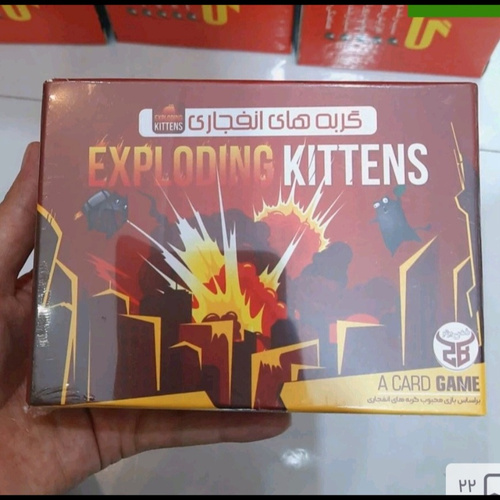 گربه های انفجاری
EXPLODING KITTENS
EXPLODING KITTENS
A CARD GAME
براساس بازی محبوب گربه های انفجاری
۲۲